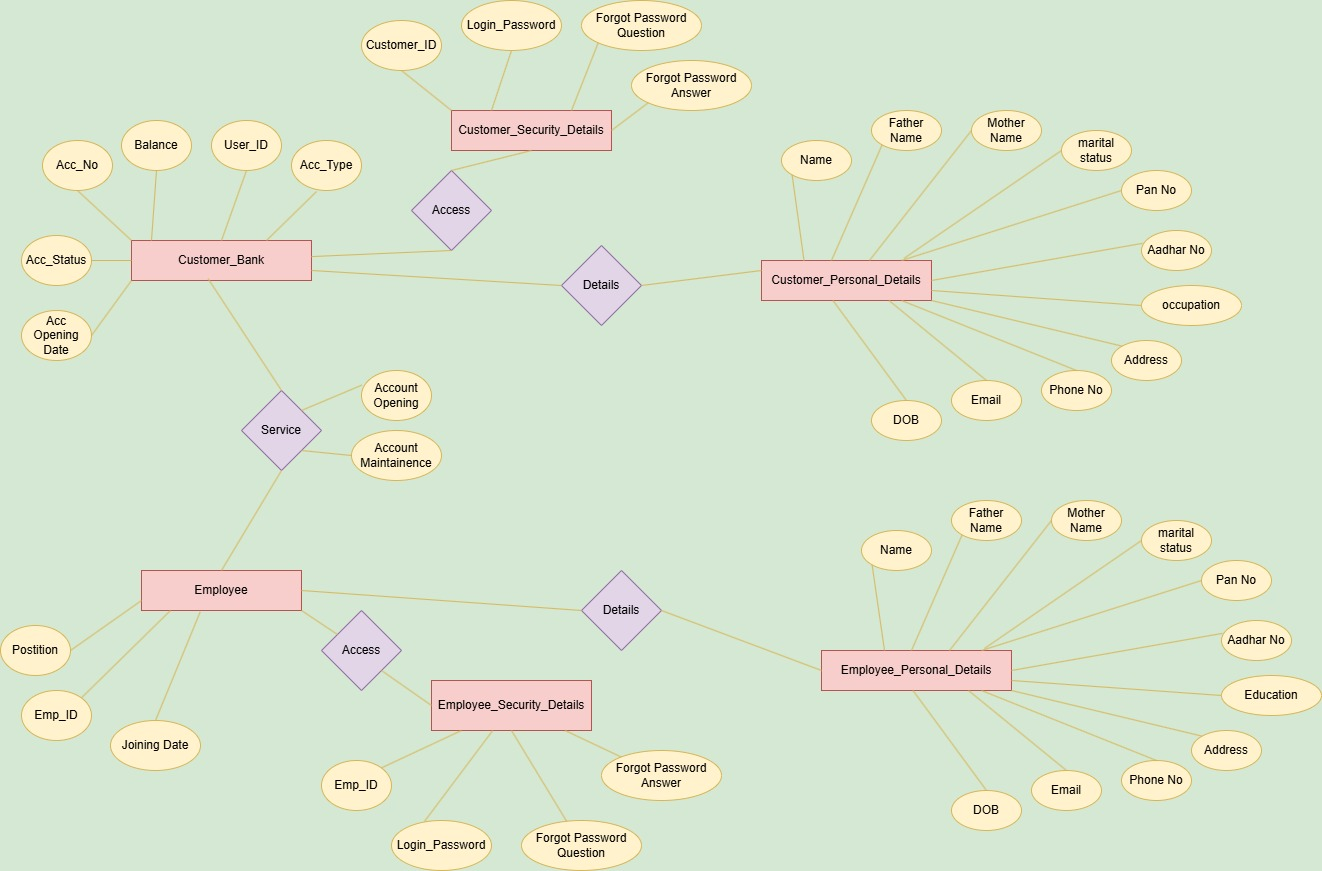 Customer_ID
Login_Password
Forgot Password
Question
Forgot Password
Answer
Customer_Security_Details
Acc_No
Balance
User_ID
Acc_Type
Acc_Status
Customer_Bank
Acc
Opening
Date
Access
Details
Name
Father
Name
Mother
Name
marital
status
Pan No
Aadhar No
occupation
Address
Phone No
Email
DOB
Customer_Personal_Details
Service
Account
Opening
Account
Maintainence
Employee
Postition
Emp_ID
Joining Date
Access
Details
Employee_Security_Details
Emp_ID
Login_Password
Forgot Password
Question
Forgot Password
Answer
Name
Father
Name
Mother
Name
marital
status
Pan No
Aadhar No
Education
Address
Phone No
Email
DOB
Employee_Personal_Details